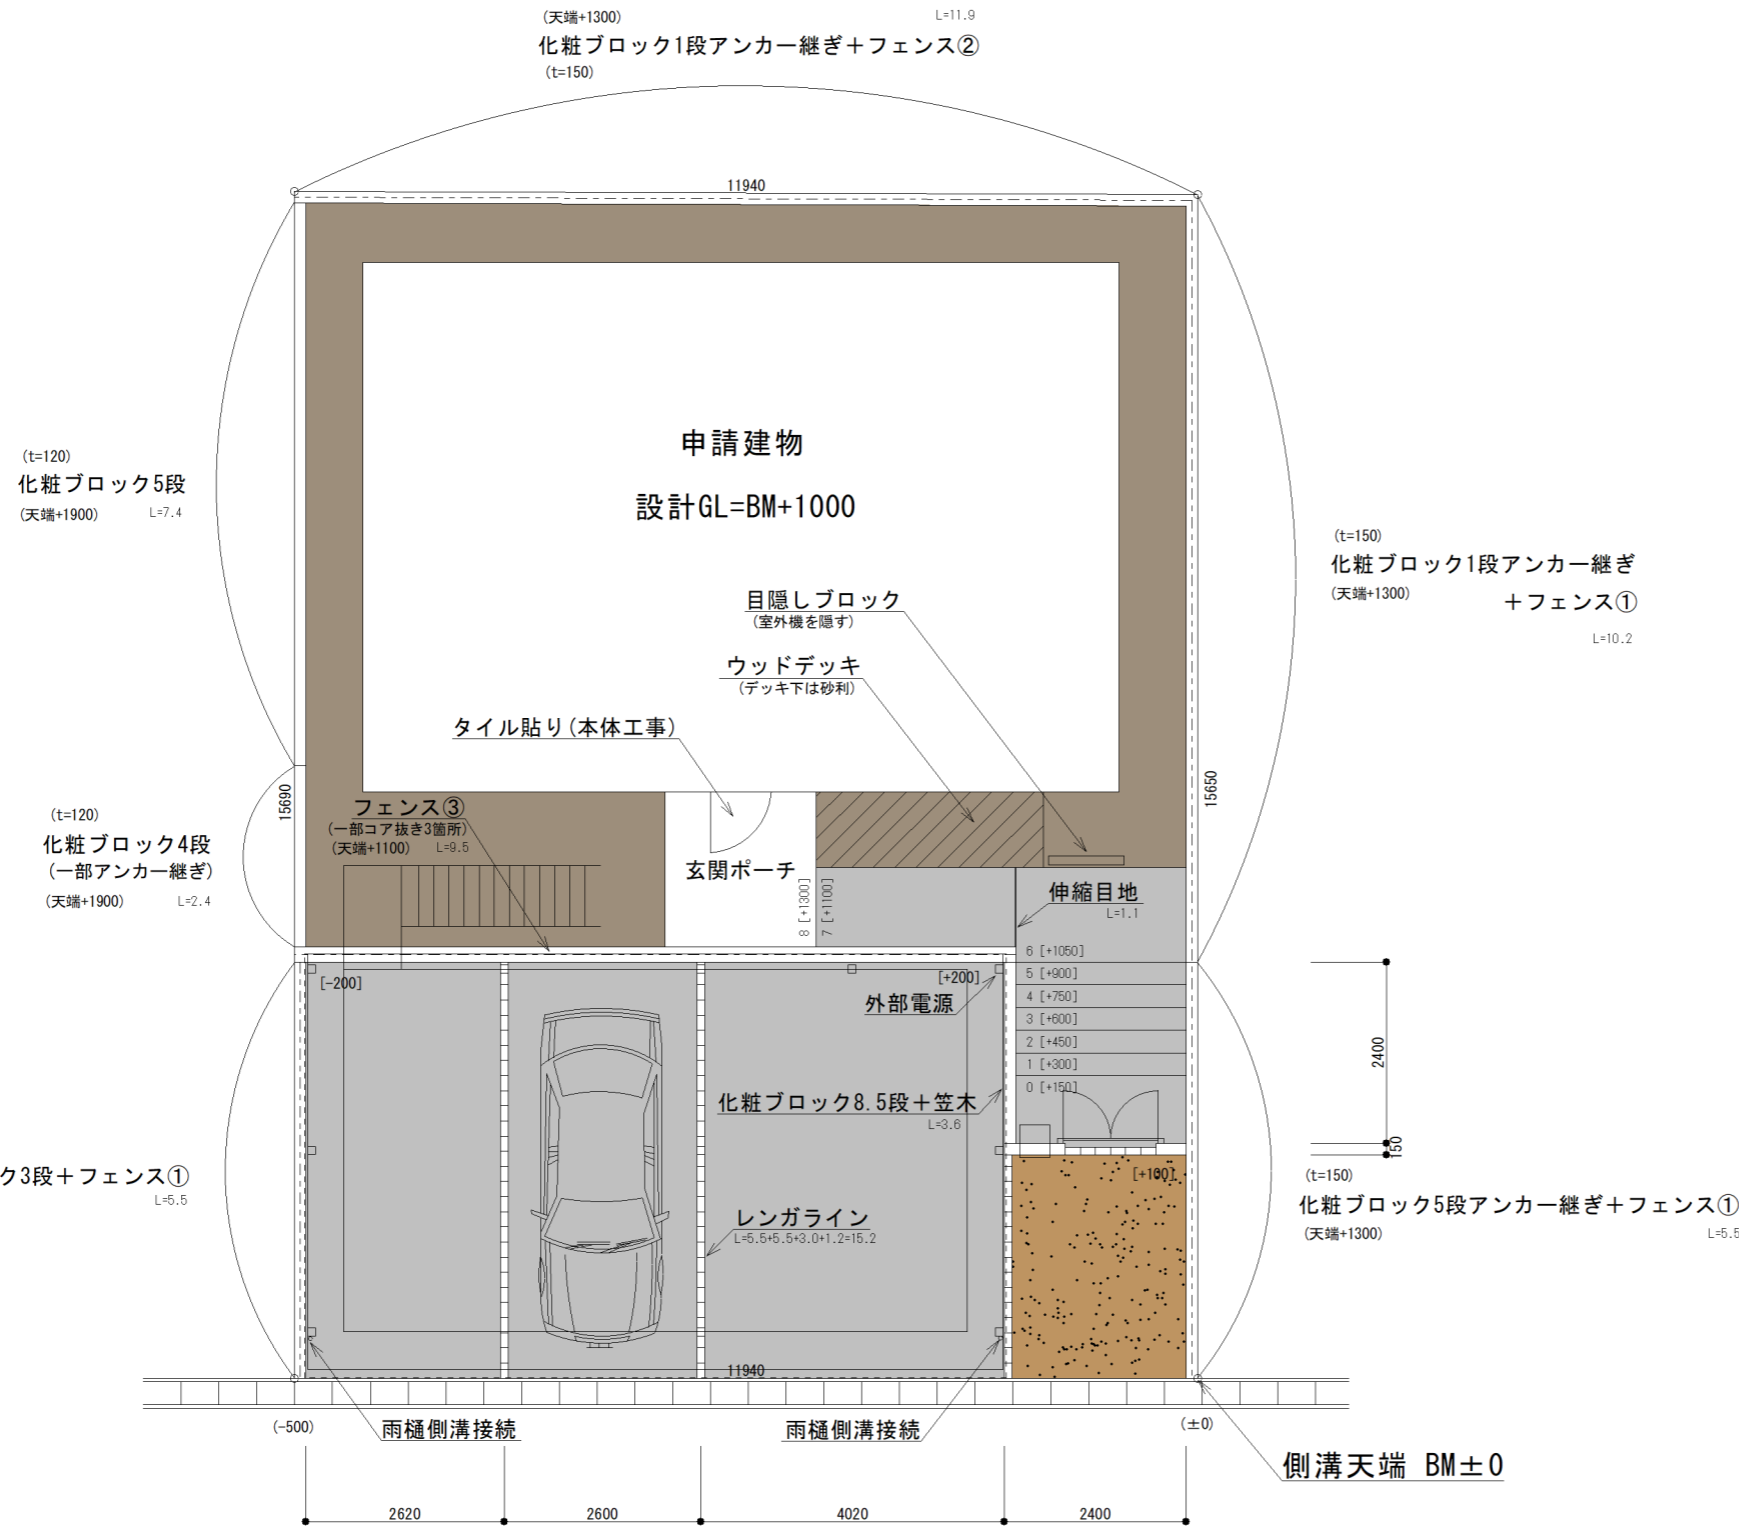 (天端+1300)
L=11.9
化粧ブロック1段アンカー継ぎ＋フェンス②
(t=150)
11940
(t=120)
化粧ブロック5段
(天端+1900)
L=7.4
申請建物
設計GL=BM+1000
(t=150)
化粧ブロック1段アンカー継ぎ
(天端+1300)
＋フェンス①
L=10.2
目隠しブロック
(室外機を隠す)
ウッドデッキ
(デッキ下は砂利)
タイル貼り(本体工事)
15690
15650
(t=120)
化粧ブロック4段
(一部アンカー継ぎ)
(天端+1900)
L=2.4
フェンス③
(一部コア抜き3箇所)
(天端+1100)
L=9.5
玄関ポーチ
8 [+1300]
7 [+1100]
伸縮目地
L=1.1
6 [+1050]
5 [+900]
4 [+750]
3 [+600]
2 [+450]
1 [+300]
0 [+150]
[-200]
[+200]
外部電源
2400
150
化粧ブロック8.5段＋笠木
L=3.6
ク3段＋フェンス①
L=5.5
[+100]
(t=150)
化粧ブロック5段アンカー継ぎ＋フェンス①
(天端+1300)
L=5.5
レンガライン
L=5.5+5.5+3.0+1.2=15.2
11940
(-500)
雨樋側溝接続
雨樋側溝接続
(±0)
側溝天端 BM±0
2620
2600
4020
2400